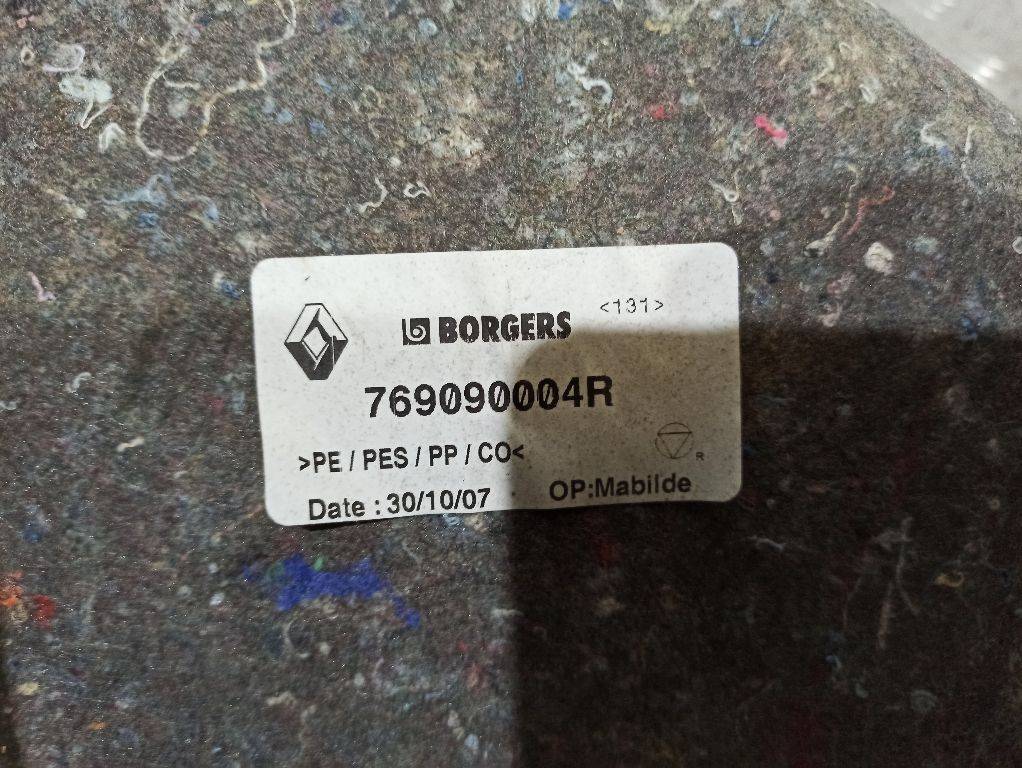 BORGERS <131>
769090004R
>PE / PES / PP / CO<
R
Date : 30/10/07 OP:Mabilde